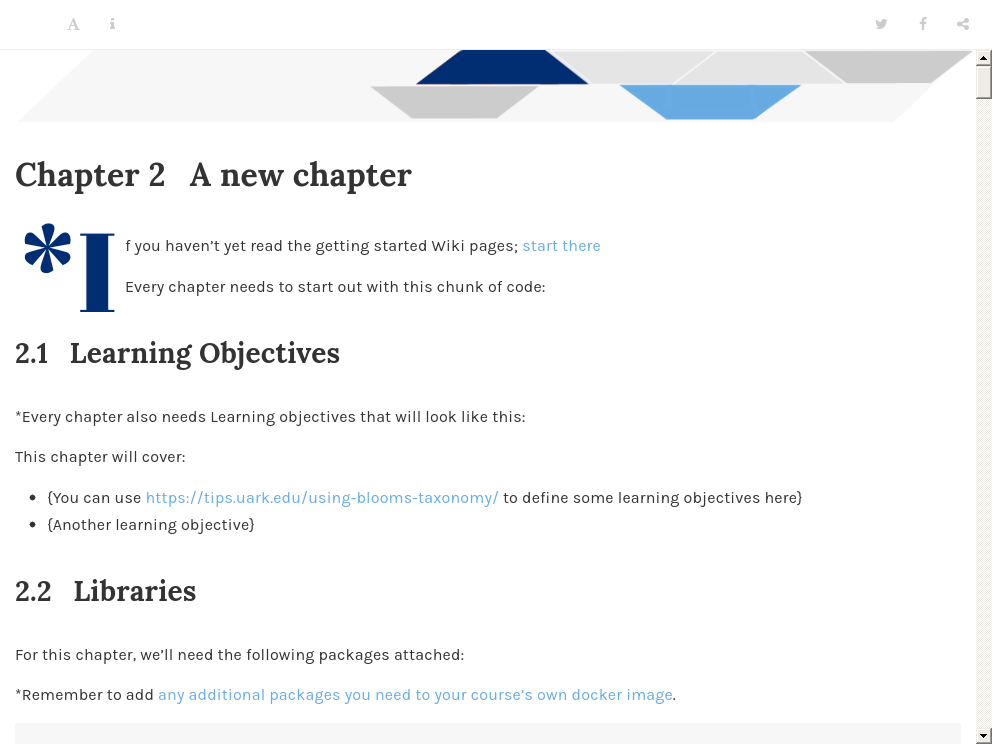 Chapter 2 A new chapter
*If you haven’t yet read the getting started Wiki pages; start there
Every chapter needs to start out with this chunk of code:
2.1 Learning Objectives
*Every chapter also needs Learning objectives that will look like this:
This chapter will cover:
• {You can use https://tips.uark.edu/using-blooms-taxonomy/ to define some learning objectives here}
• {Another learning objective}
2.2 Libraries
For this chapter, we’ll need the following packages attached:
*Remember to add any additional packages you need to your course’s own docker image.